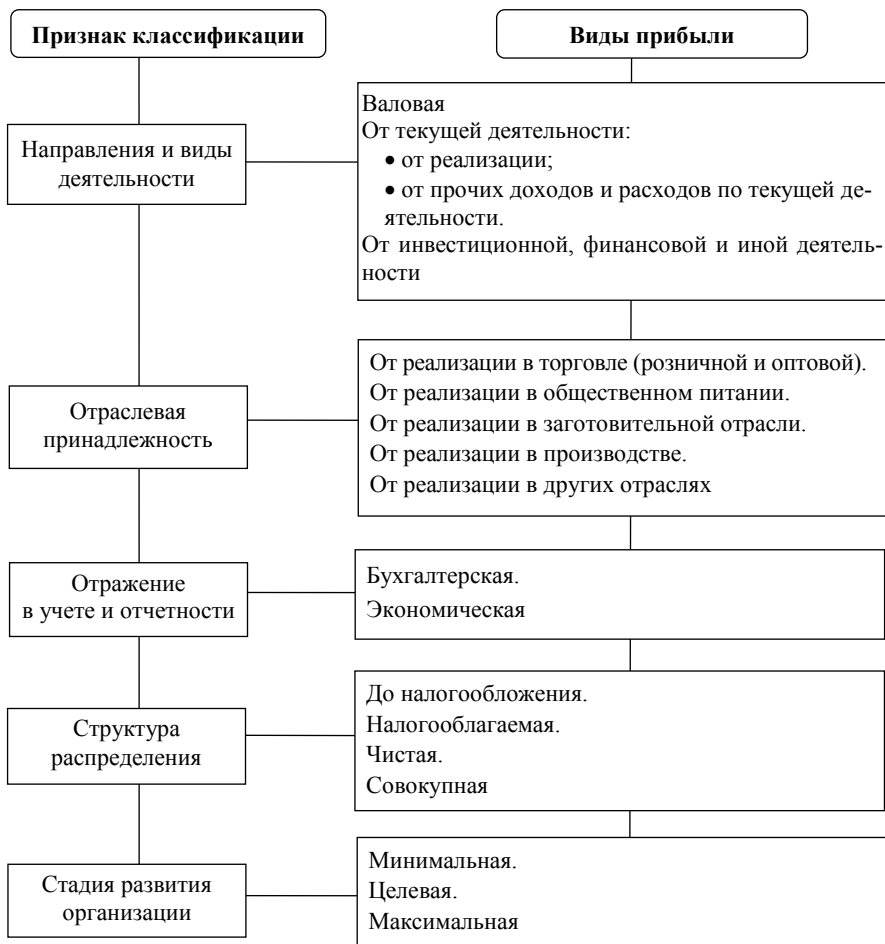 Признак классификации
Виды прибыли
Направления и виды
деятельности
Валовая
От текущей деятельности:
• от реализации;
• от прочих доходов и расходов по текущей де-
ятельности.
От инвестиционной, финансовой и иной деятель-
ности
Отраслевая
принадлежность
От реализации в торговле (розничной и оптовой).
От реализации в общественном питании.
От реализации в заготовительной отрасли.
От реализации в производстве.
От реализации в других отраслях
Отражение
в учете и отчетности
Бухгалтерская.
Экономическая
Структура
распределения
До налогообложения.
Налогооблагаемая.
Чистая.
Совокупная
Стадия развития
организации
Минимальная.
Целевая.
Максимальная